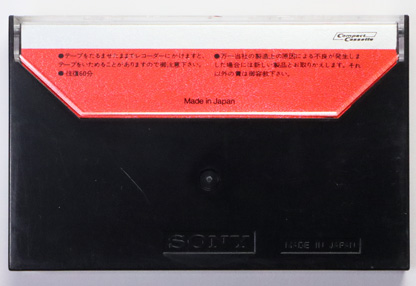 Compact
Cassette
●テープをたるませたままでレコーダーにかけますと、
テープをいためることがありますので御注意下さい。
●往復60分
●万一当社の製造上の原因による不良が発生しま
した場合には新しい製品とお取りかえします。それ
以外の責は御容赦下さい。
Made in Japan
SONY
MADE IN JAPAN